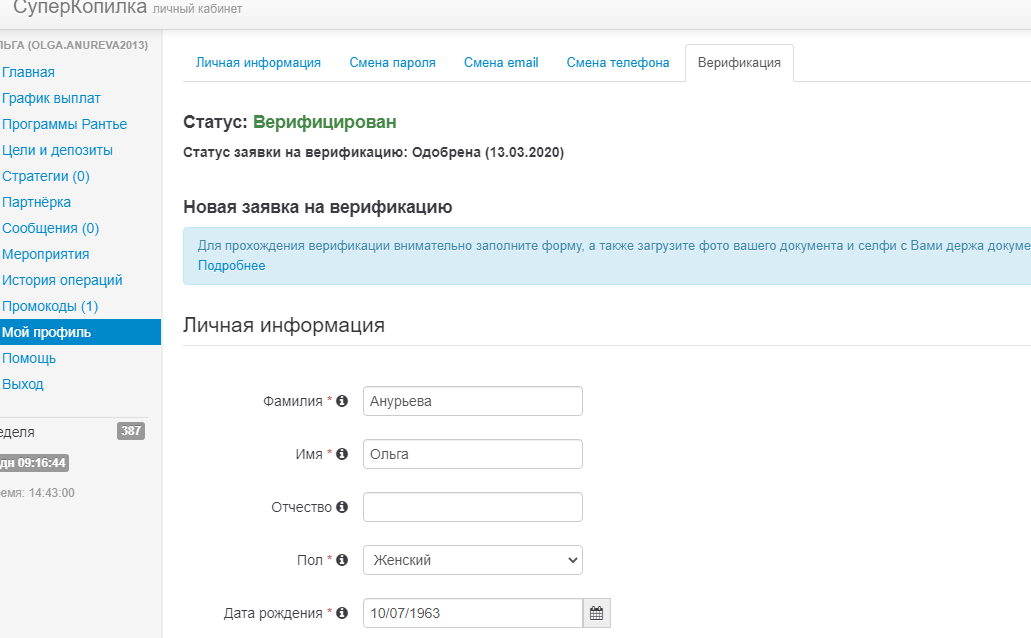 СуперКопилка личный кабинет
ЛЬГА (OLGA.ANUREVA2013)
Главная
График выплат
Программы Рантье
Цели и депозиты
Стратегии (0)
Партнёрка
Сообщения (0)
Мероприятия
История операций
Промокоды (1)
Мой профиль
Помощь
Выход
еделя 387
дн 09:16:44
емя: 14:43:00
Личная информация Смена пароля Смена email Смена телефона Верификация
Статус: Верифицирован
Статус заявки на верификацию: Одобрена (13.03.2020)
Новая заявка на верификацию
Для прохождения верификации внимательно заполните форму, а также загрузите фото вашего документа и селфи с Вами держа докуме
Подробнее
Личная информация
Фамилия * Анурьева
Имя * Ольга
Отчество
Пол * Женский
Дата рождения * 10/07/1963